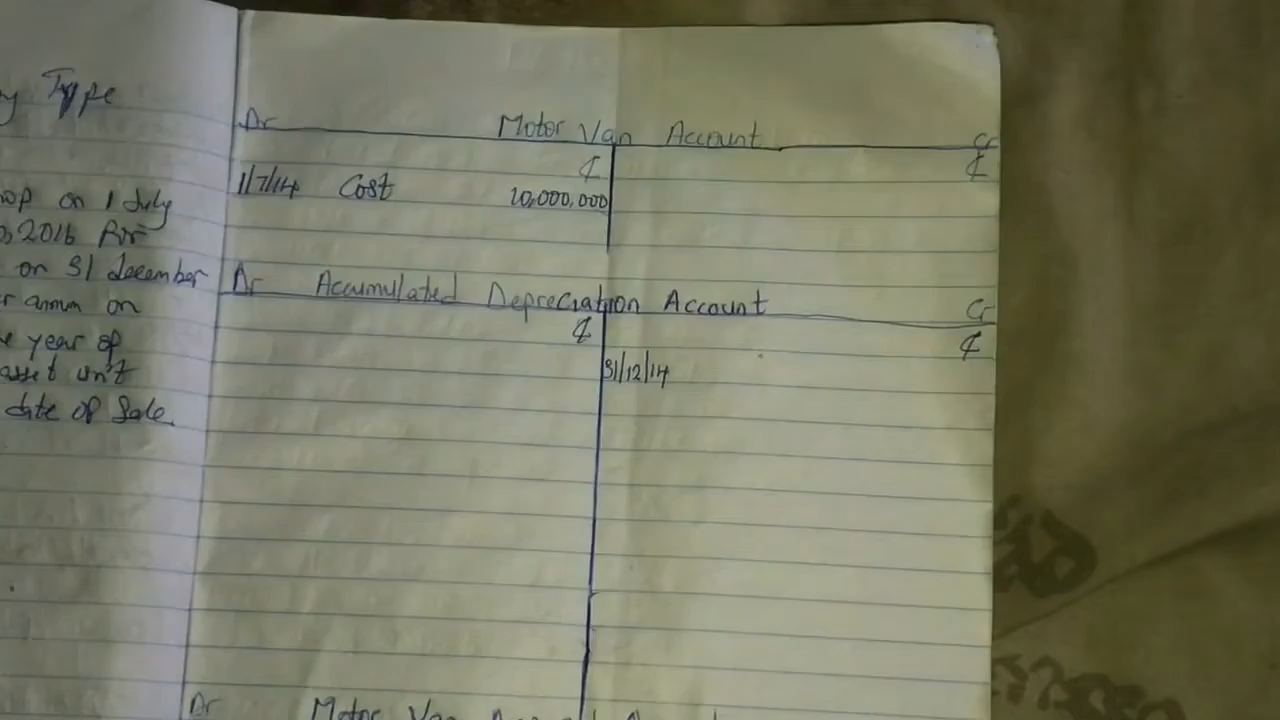 Type
Dr Motor Van Account Cr
₵ ₵
1/7/14 Cost 10,000,000
on 1 July
2016 for
on 31 december
annum on
year of
asset isn't
date of Sale.
Dr Accumulated Depreciation Account Cr
₵ ₵
31/12/14
Dr Motor Van